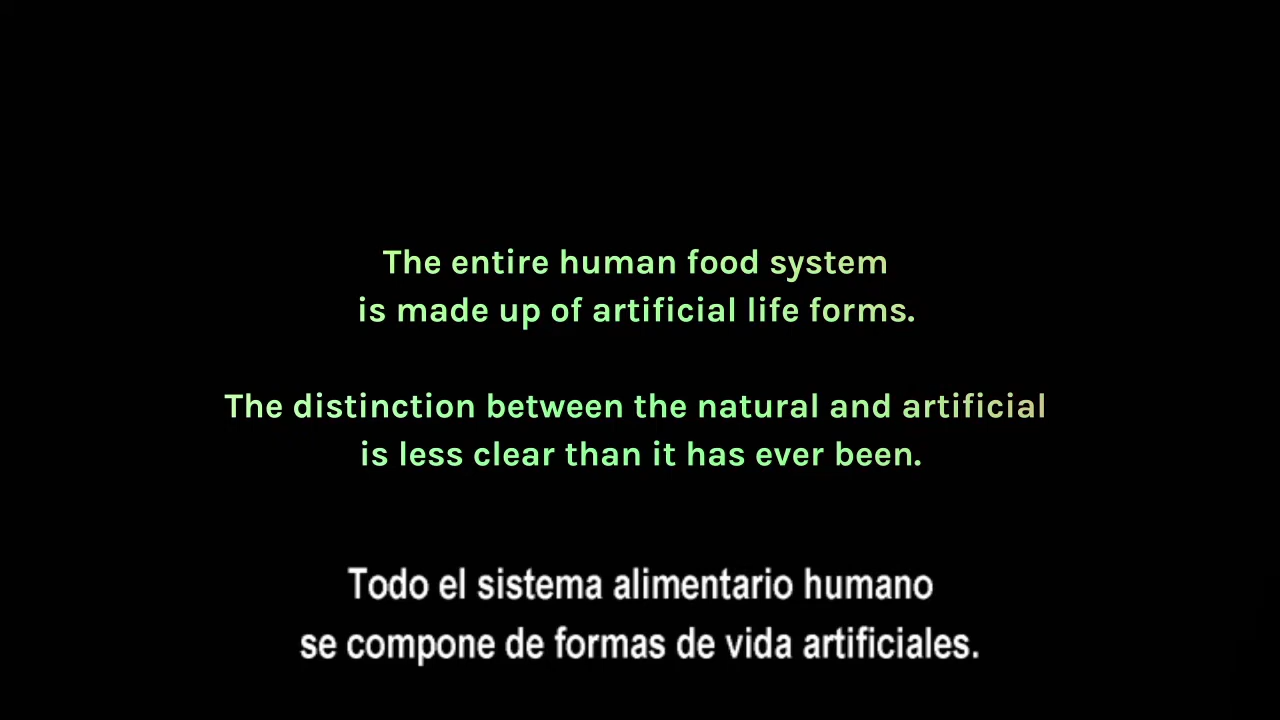 The entire human food system
is made up of artificial life forms.
The distinction between the natural and artificial
is less clear than it has ever been.
Todo el sistema alimentario humano
se compone de formas de vida artificiales.